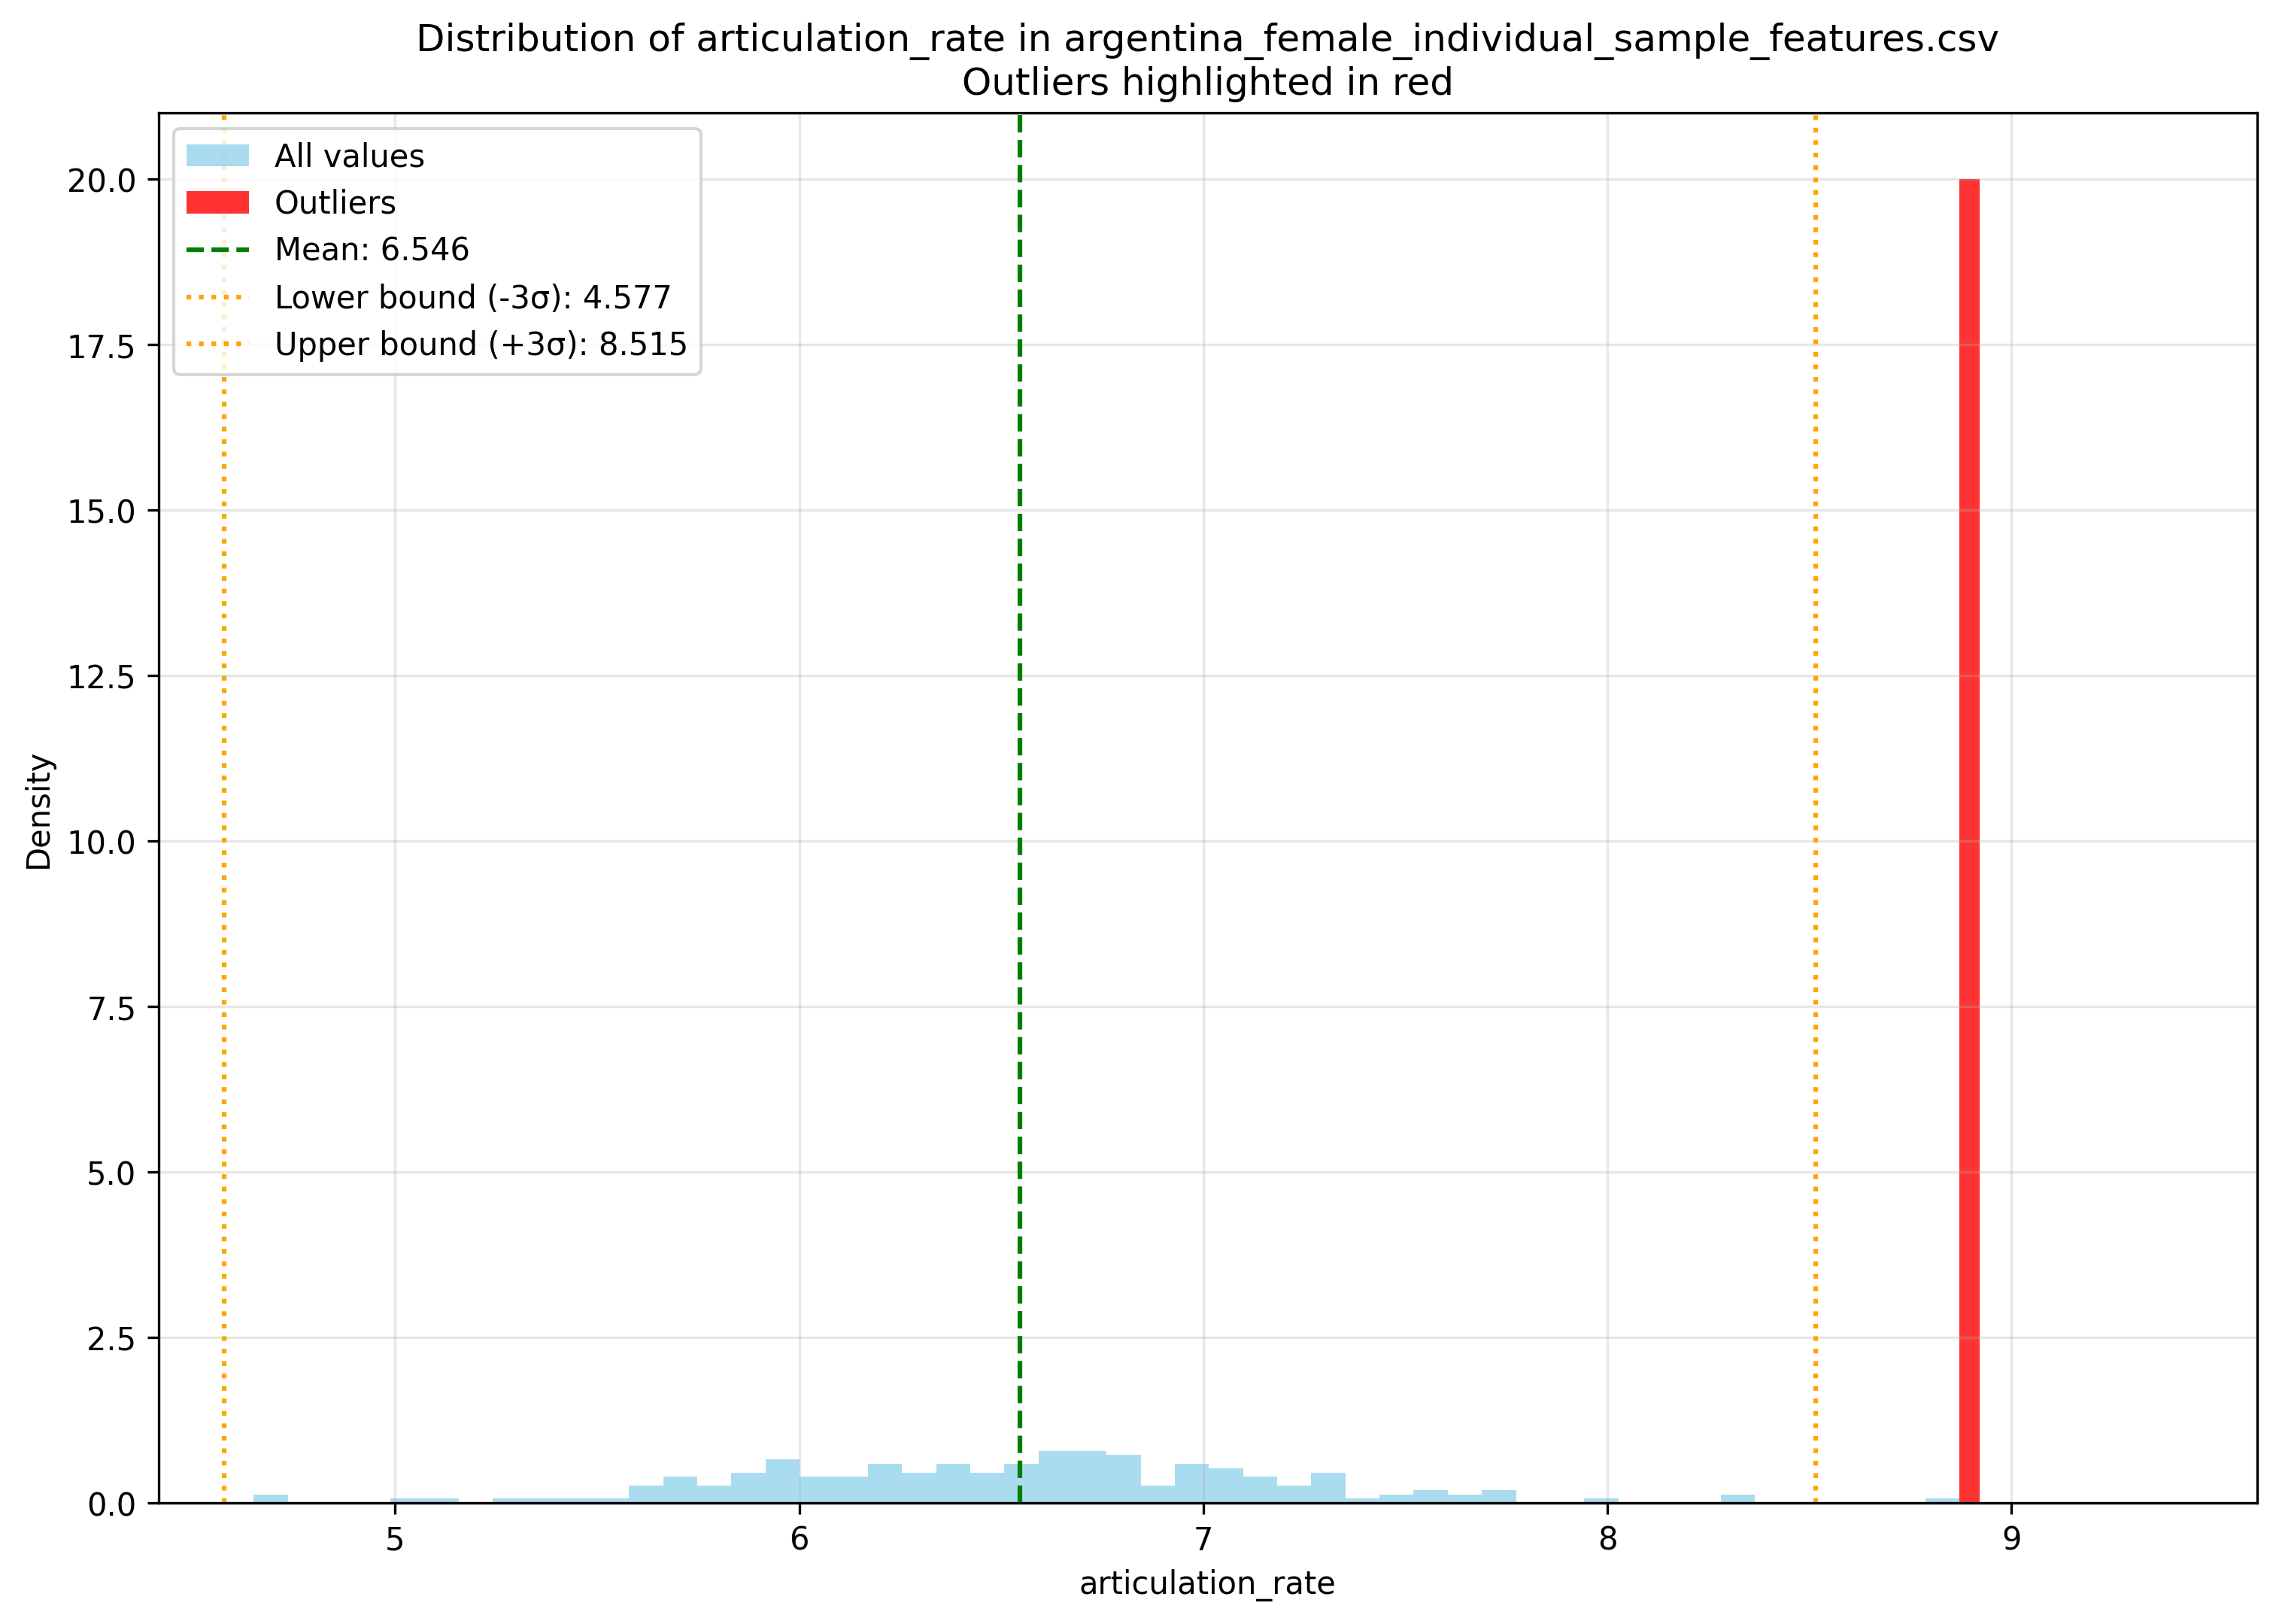 Distribution of articulation_rate in argentina_female_individual_sample_features.csv
Outliers highlighted in red
All values
Outliers
Mean: 6.546
Lower bound (-3σ): 4.577
Upper bound (+3σ): 8.515
20.0
17.5
15.0
12.5
10.0
7.5
5.0
2.5
0.0
Density
5 6 7 8 9
articulation_rate